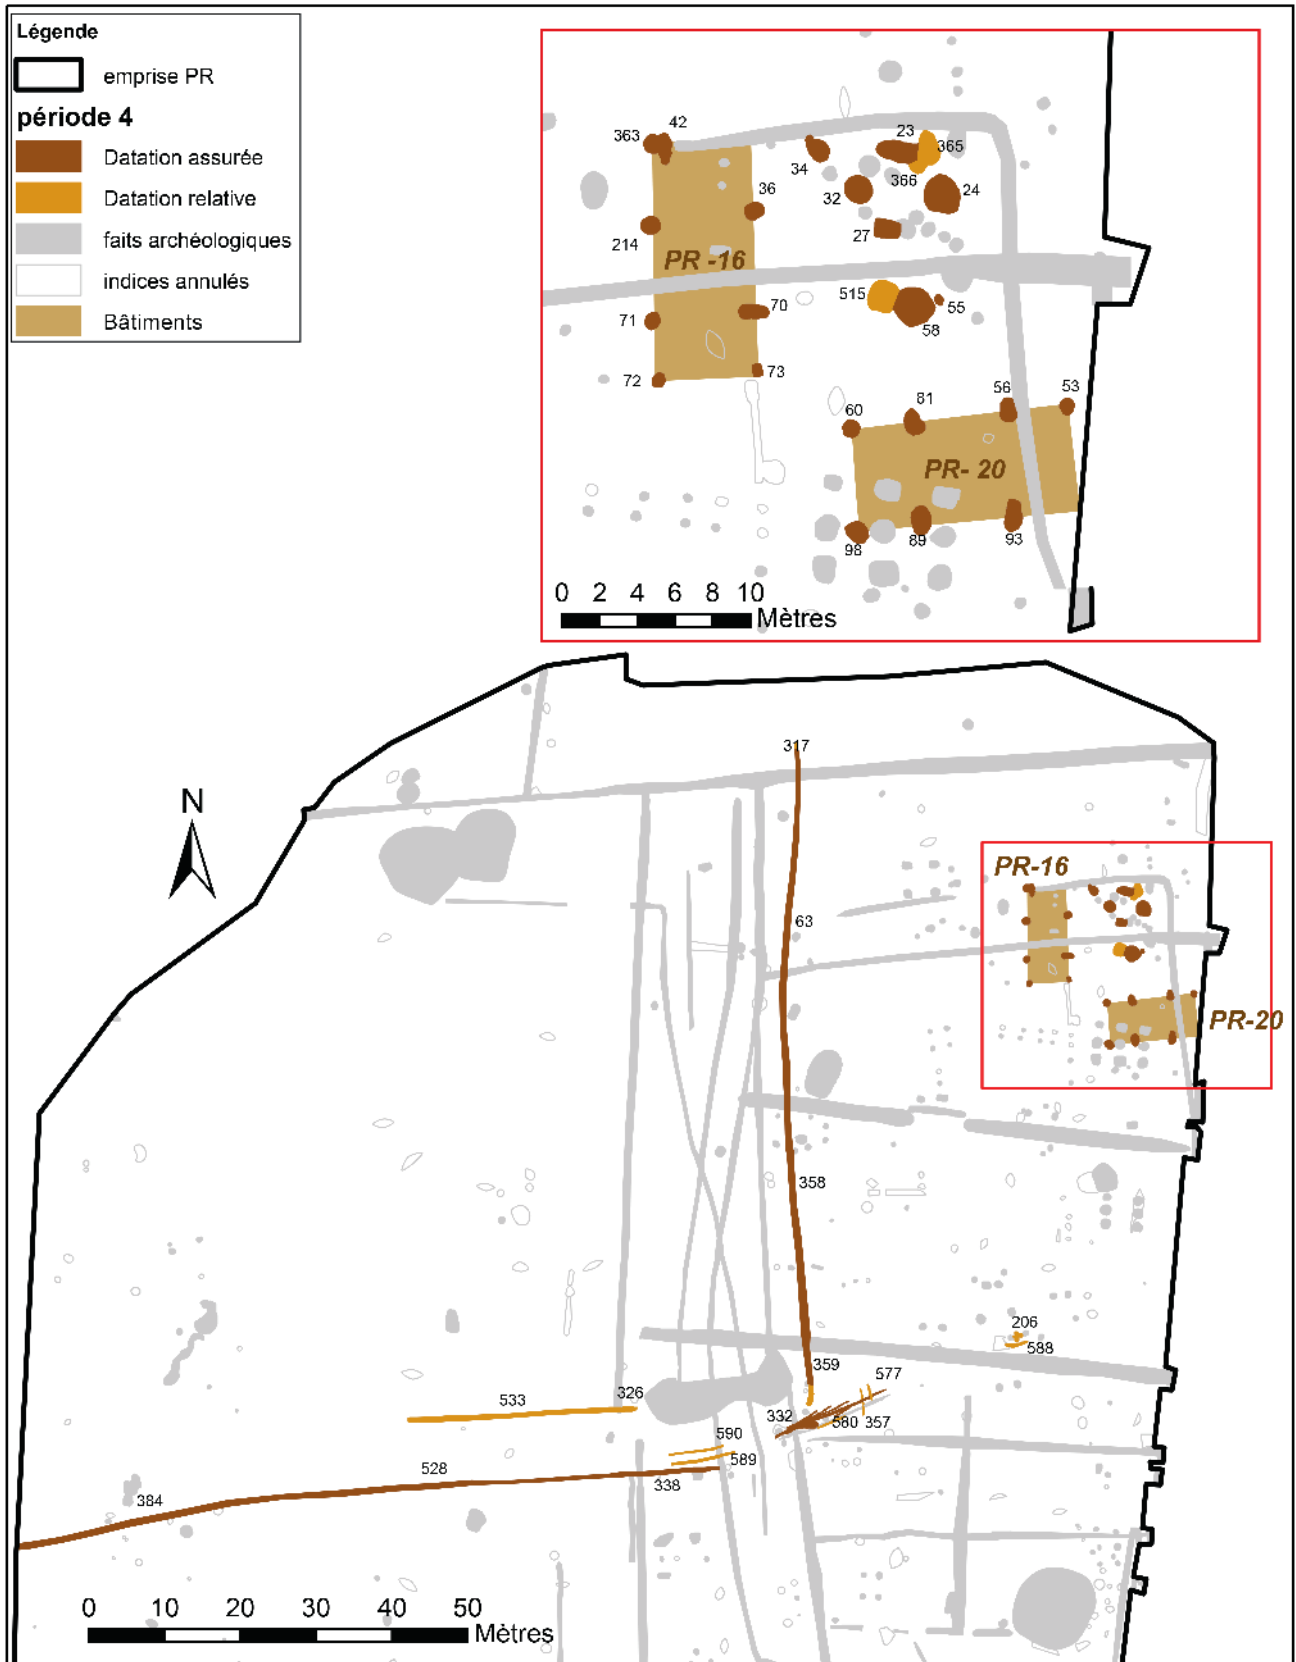 Légende
emprise PR
période 4
Datation assurée
Datation relative
faits archéologiques
indices annulés
Bâtiments
42
363
23
365
34
366
36
32
24
214
27
PR -16
515
70
55
71
58
72
73
56
53
81
60
PR- 20
98
89
93
0 2 4 6 8 10
Mètres
317
N
PR-16
63
PR-20
358
206
588
359
577
326
533
332
580
357
590
589
528
338
384
0 10 20 30 40 50
Mètres